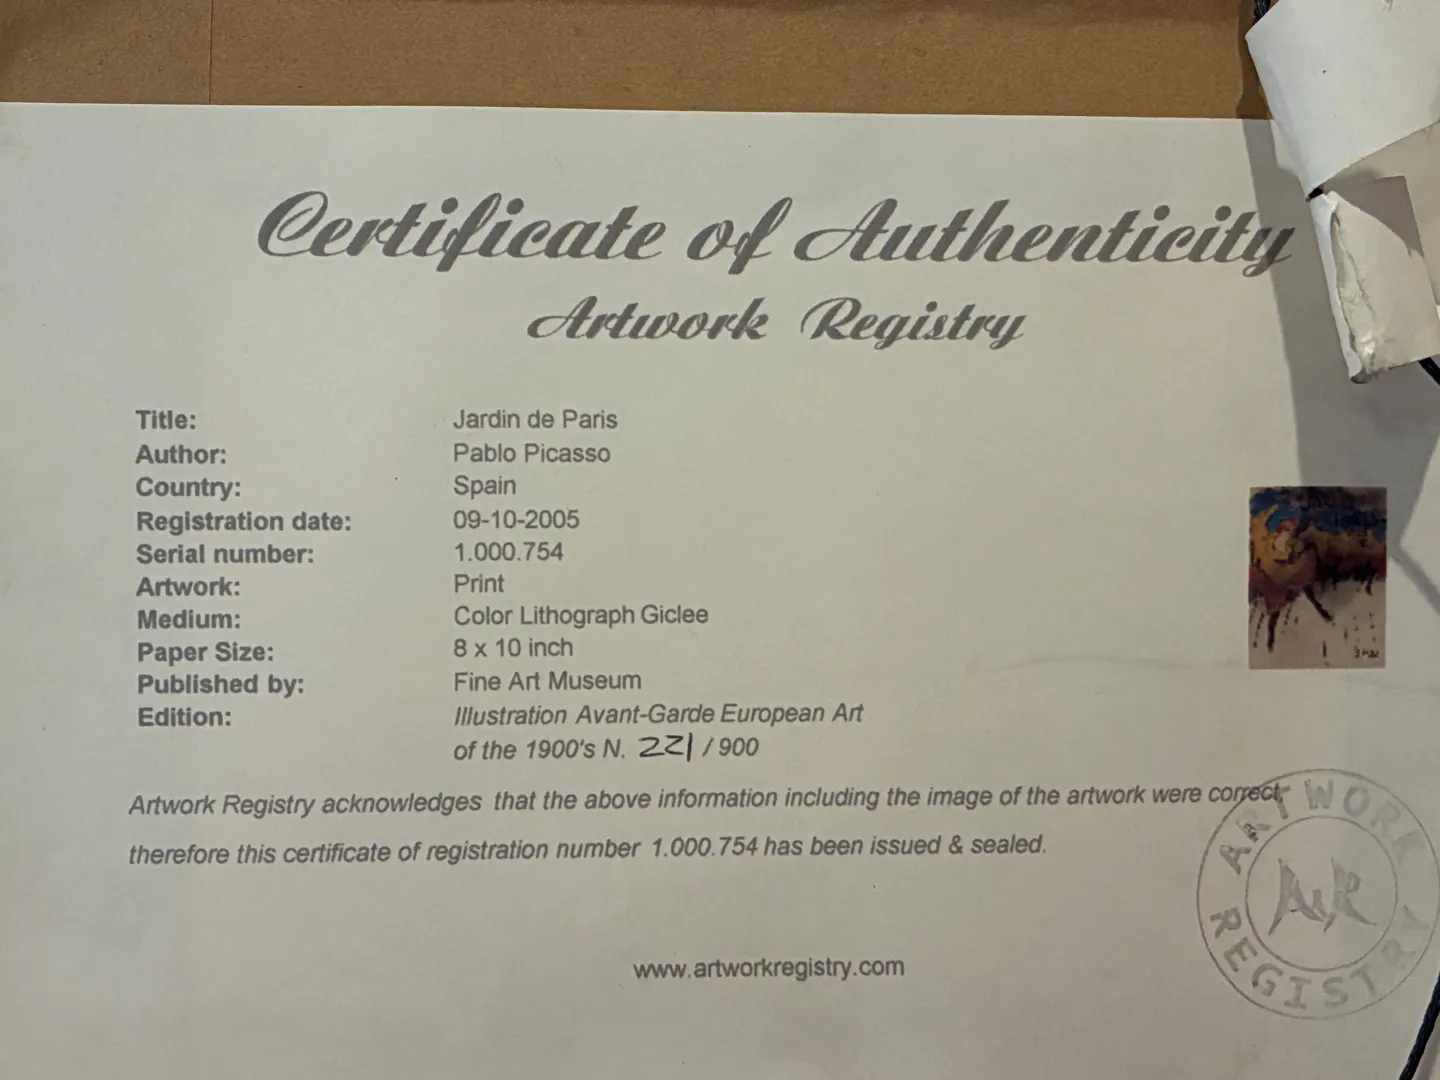 Certificate of Authenticity
Artwork Registry
Title: Jardin de Paris
Author: Pablo Picasso
Country: Spain
Registration date: 09-10-2005
Serial number: 1.000.754
Artwork: Print
Medium: Color Lithograph Giclee
Paper Size: 8 x 10 inch
Published by: Fine Art Museum
Edition: Illustration Avant-Garde European Art
of the 1900's N. 221 / 900
Artwork Registry acknowledges that the above information including the image of the artwork were correct,
therefore this certificate of registration number 1.000.754 has been issued & sealed.
ARTWORK
AR
REGISTRY
www.artworkregistry.com